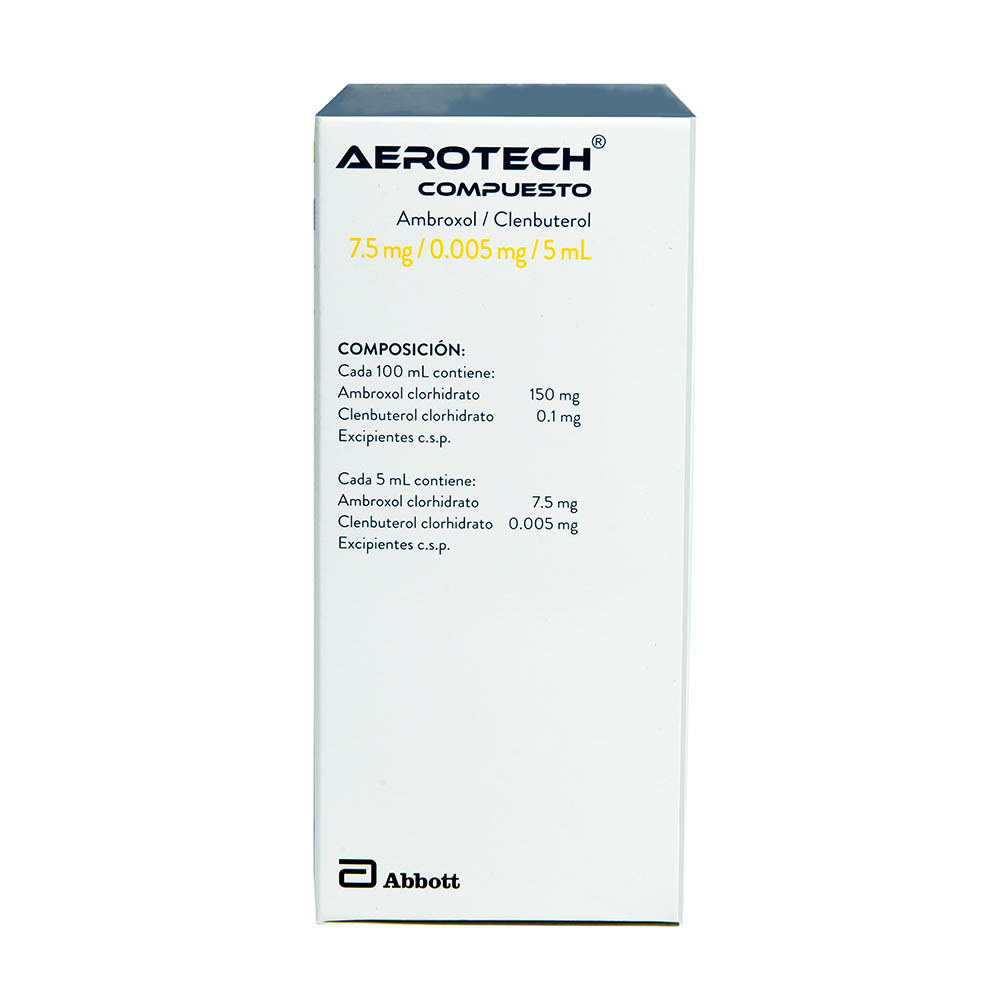 AEROTECH®
COMPUESTO
Ambroxol / Clenbuterol
7.5 mg / 0.005 mg / 5 mL
COMPOSICIÓN:
Cada 100 mL contiene:
Ambroxol clorhidrato 150 mg
Clenbuterol clorhidrato 0.1 mg
Excipientes c.s.p.
Cada 5 mL contiene:
Ambroxol clorhidrato 7.5 mg
Clenbuterol clorhidrato 0.005 mg
Excipientes c.s.p.
Abbott